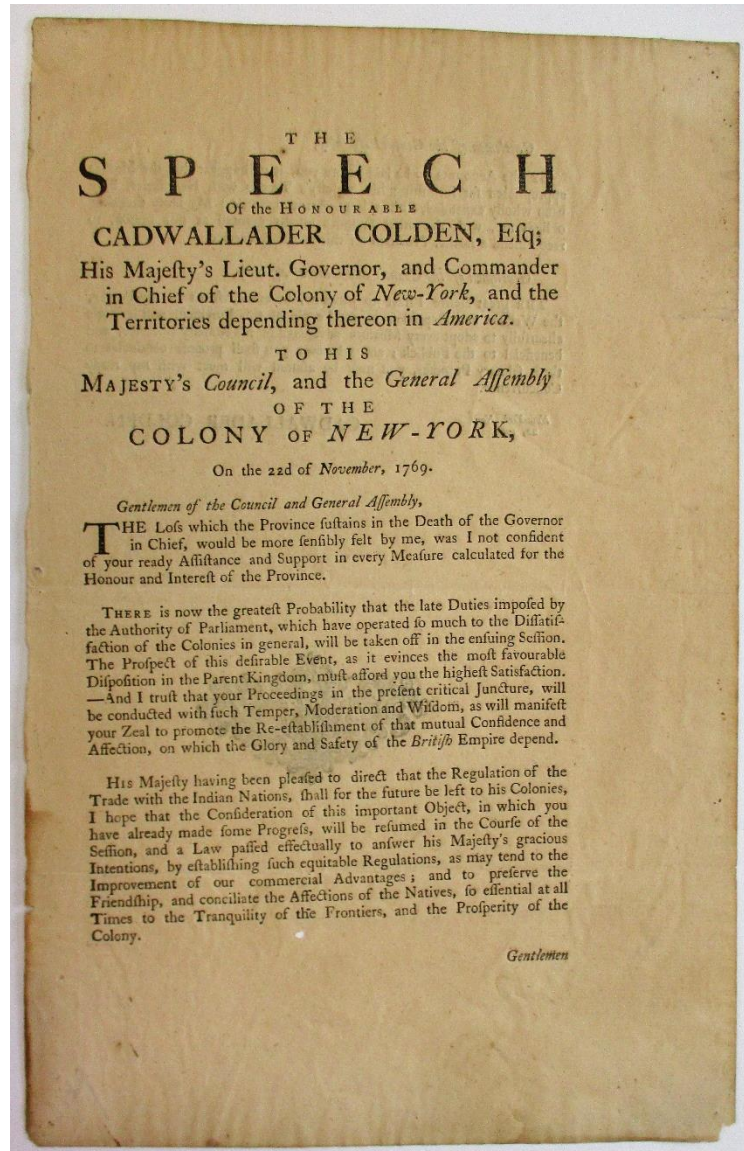 THE
SPEECH
Of the HONOURABLE
CADWALLADER COLDEN, Eſq;
His Majeſty's Lieut. Governor, and Commander
in Chief of the Colony of New-York, and the
Territories depending thereon in America.
TO HIS
MAJESTY'S Council, and the General Aſſembly
OF THE
COLONY OF NEW-YORK,
On the 22d of November, 1769.
Gentlemen of the Council and General Aſſembly,
THE Loſs which the Province ſuſtains in the Death of the Governor
in Chief, would be more ſenſibly felt by me, was I not confident
of your ready Aſſiſtance and Support in every Meaſure calculated for the
Honour and Intereſt of the Province.
THERE is now the greateſt Probability that the late Duties impoſed by
the Authority of Parliament, which have operated ſo much to the Diſſatiſ-
faction of the Colonies in general, will be taken off in the enſuing Seſſion.
The Proſpect of this deſirable Event, as it evinces the moſt favourable
Diſpoſition in the Parent Kingdom, muſt afford you the higheſt Satisfaction.
—And I truſt that your Proceedings in the preſent critical Juncture, will
be conducted with ſuch Temper, Moderation and Wiſdom, as will manifeſt
your Zeal to promote the Re-eſtabliſhment of that mutual Confidence and
Affection, on which the Glory and Safety of the Britiſh Empire depend.
HIS Majeſty having been pleaſed to direct that the Regulation of the
Trade with the Indian Nations, ſhall for the future be left to his Colonies,
I hope that the Conſideration of this important Object, in which you
have already made ſome Progreſs, will be reſumed in the Courſe of the
Seſſion, and a Law paſſed effectually to anſwer his Majeſty's gracious
Intentions, by eſtabliſhing ſuch equitable Regulations, as may tend to the
Improvement of our commercial Advantages; and to preſerve the
Friendſhip, and conciliate the Affections of the Natives, ſo eſſential at all
Times to the Tranquility of the Frontiers, and the Proſperity of the
Colony.
Gentlemen